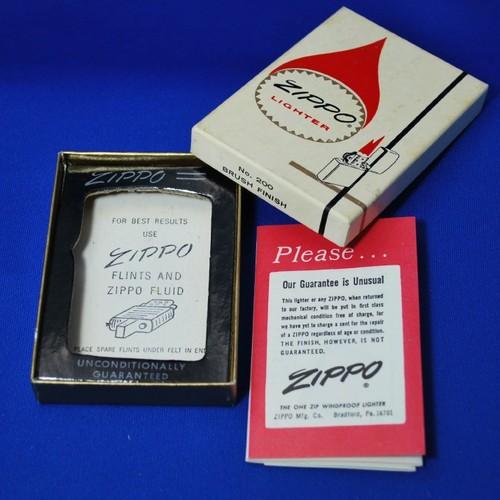 ZIPPO
LIGHTER
No. 200
BRUSH FINISH
ZIPPO
FOR BEST RESULTS
USE
ZIPPO
FLINTS AND
ZIPPO FLUID
PLACE SPARE FLINTS UNDER FELT IN END
UNCONDITIONALLY
GUARANTEED
Please...
Our Guarantee is Unusual
This lighter or any ZIPPO, when returned
to our factory, will be put in first class
mechanical condition free of charge, for
we have yet to charge a cent for the repair
of a ZIPPO regardless of age or condition.
THE FINISH, HOWEVER, IS NOT
GUARANTEED.
ZIPPO®
THE ONE ZIP WINDPROOF LIGHTER
ZIPPO Mfg. Co. Bradford, Pa. 16701